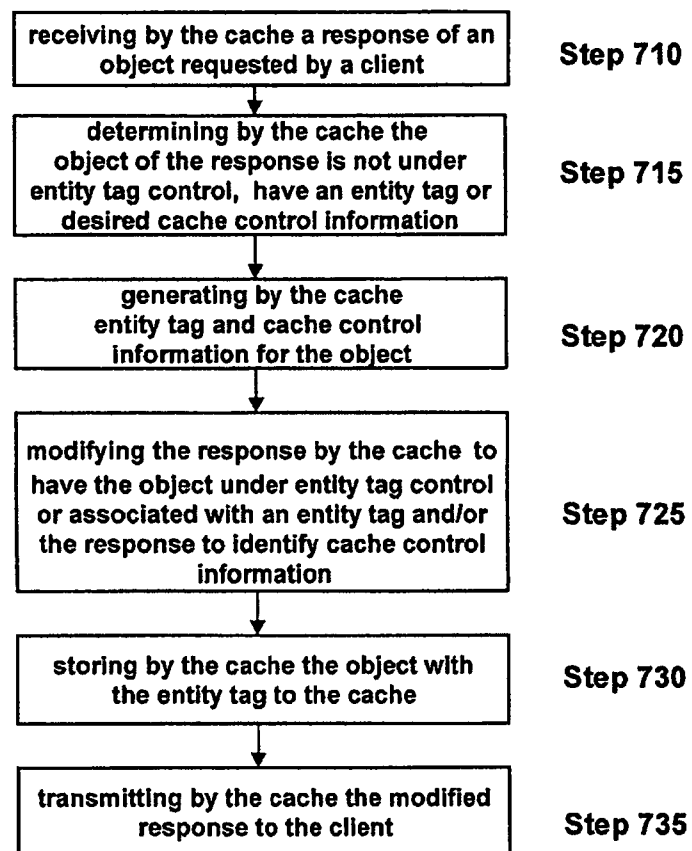 receiving by the cache a response of an
object requested by a client
Step 710
determining by the cache the
object of the response is not under
entity tag control, have an entity tag or
desired cache control information
Step 715
generating by the cache
entity tag and cache control
information for the object
Step 720
modifying the response by the cache to
have the object under entity tag control
or associated with an entity tag and/or
the response to identify cache control
information
Step 725
storing by the cache the object with
the entity tag to the cache
Step 730
transmitting by the cache the modified
response to the client
Step 735